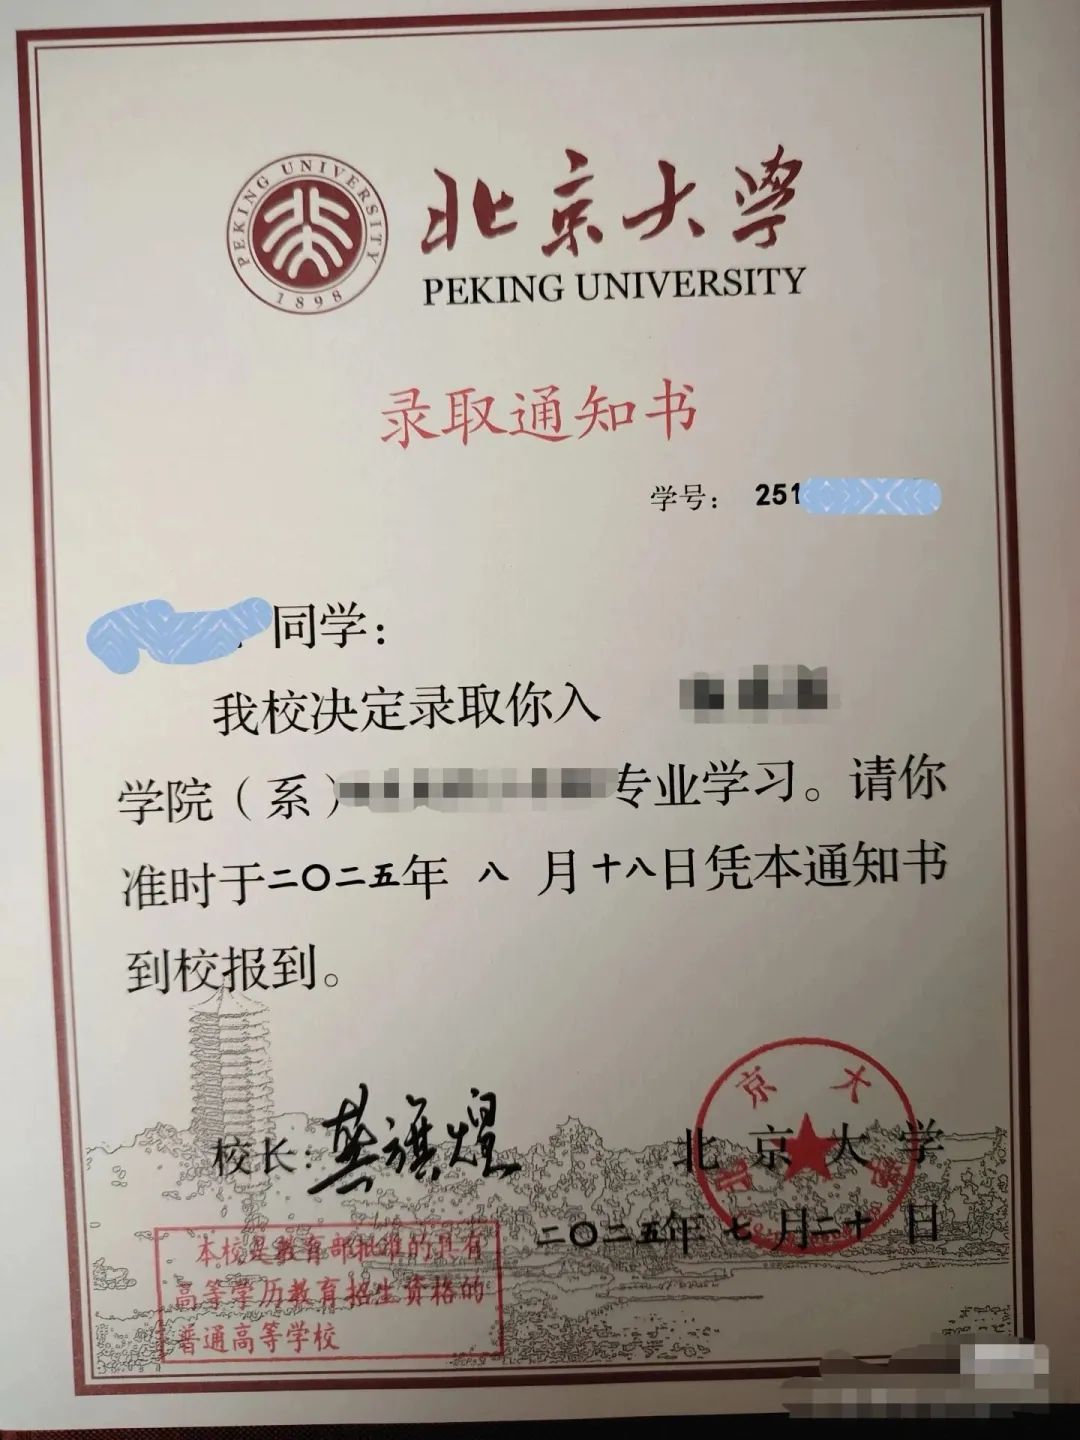 PEKING UNIVERSITY
1898
北京大学
PEKING UNIVERSITY
录取通知书
学号： 251
同学：
我校决定录取你入
学院（系） 专业学习。请你
准时于二〇二五年 八 月十八日凭本通知书
到校报到。
校长：龚旗煌
北京大学
北京大学
二〇二五年 七 月二十 日
本校是教育部批准的具有
高等学历教育招生资格的
普通高等学校